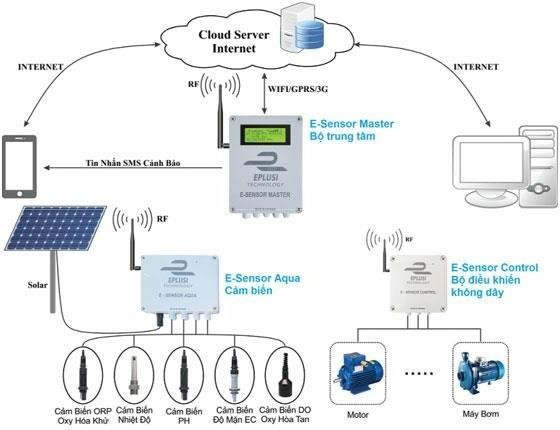 Cloud Server
Internet
INTERNET
INTERNET
WIFI/GPRS/3G
RF
E-Sensor Master
Bộ trung tâm
EPLUSI
TECHNOLOGY
E-SENSOR MASTER
Tin Nhắn SMS Cảnh Báo
RF
Solar
E-Sensor Aqua
Cảm biến
EPLUSI
TECHNOLOGY
E - SENSOR AQUA
RF
E-Sensor Control
Bộ điều khiển
không dây
EPLUSI
TECHNOLOGY
E - SENSOR CONTROL
Cảm Biến ORP
Oxy Hóa Khử
Cảm Biến
Nhiệt Độ
Cảm Biến
PH
Cảm Biến
Độ Mặn EC
Cảm Biến DO
Oxy Hòa Tan
Motor
Máy Bơm